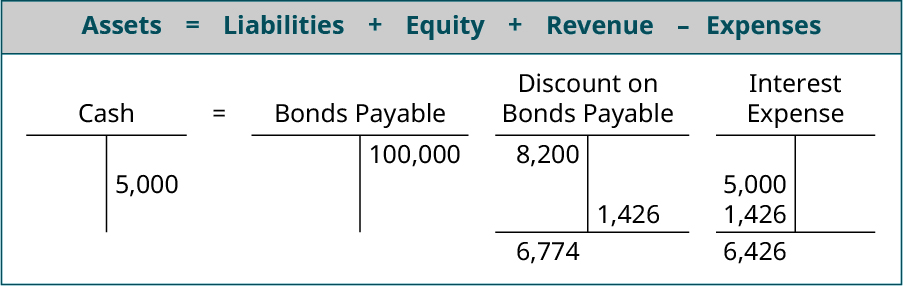 Assets = Liabilities + Equity + Revenue – Expenses
Discount on Interest
Cash = Bonds Payable Bonds Payable Expense
100,000 8,200
5,000 5,000
1,426 1,426
6,774 6,426